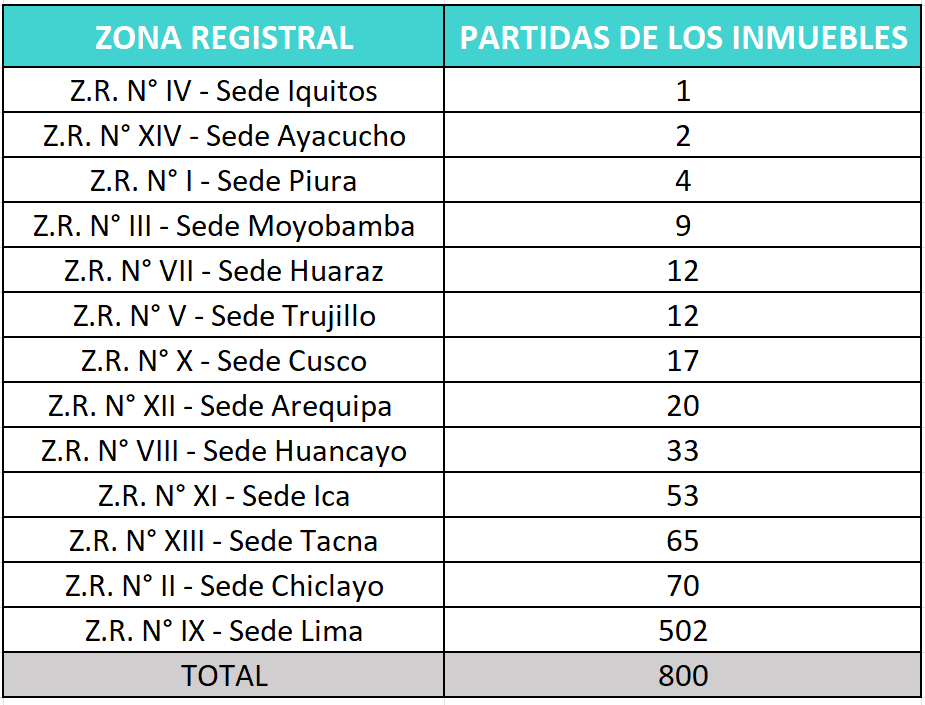 ZONA REGISTRAL PARTIDAS DE LOS INMUEBLES
Z.R. N° IV - Sede Iquitos 1
Z.R. N° XIV - Sede Ayacucho 2
Z.R. N° I - Sede Piura 4
Z.R. N° III - Sede Moyobamba 9
Z.R. N° VII - Sede Huaraz 12
Z.R. N° V - Sede Trujillo 12
Z.R. N° X - Sede Cusco 17
Z.R. N° XII - Sede Arequipa 20
Z.R. N° VIII - Sede Huancayo 33
Z.R. N° XI - Sede Ica 53
Z.R. N° XIII - Sede Tacna 65
Z.R. N° II - Sede Chiclayo 70
Z.R. N° IX - Sede Lima 502
TOTAL 800